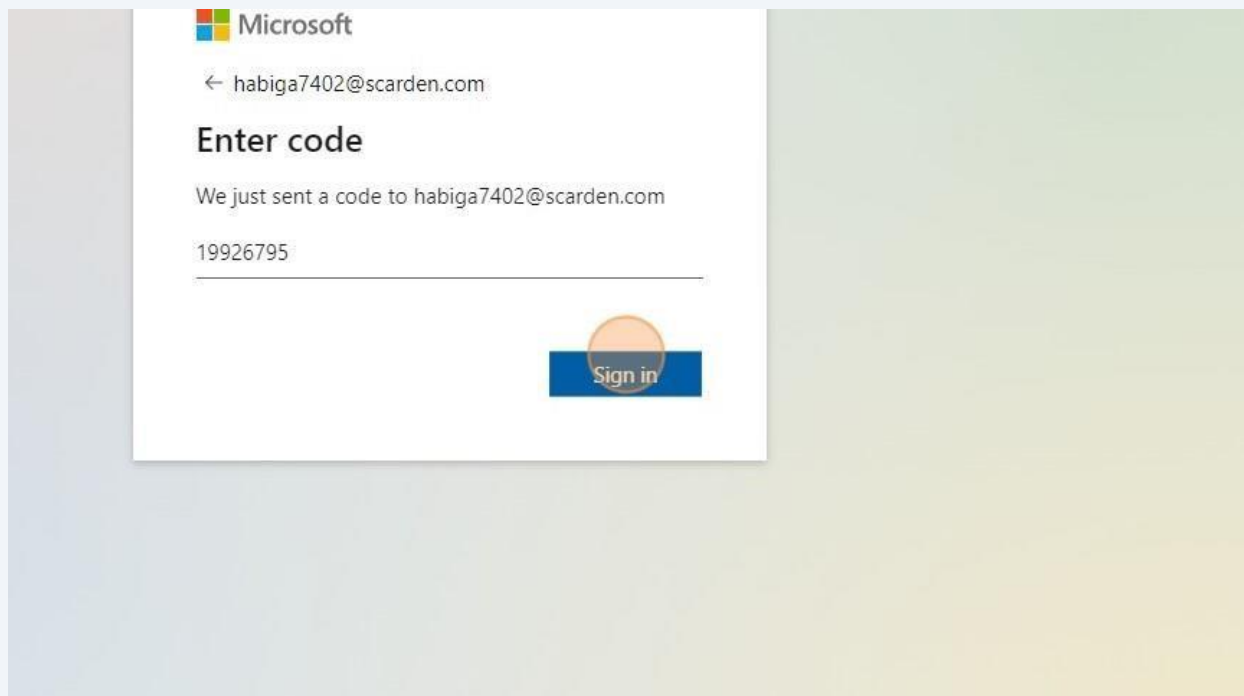 Microsoft
← habiga7402@scarden.com
Enter code
We just sent a code to habiga7402@scarden.com
19926795
Sign in